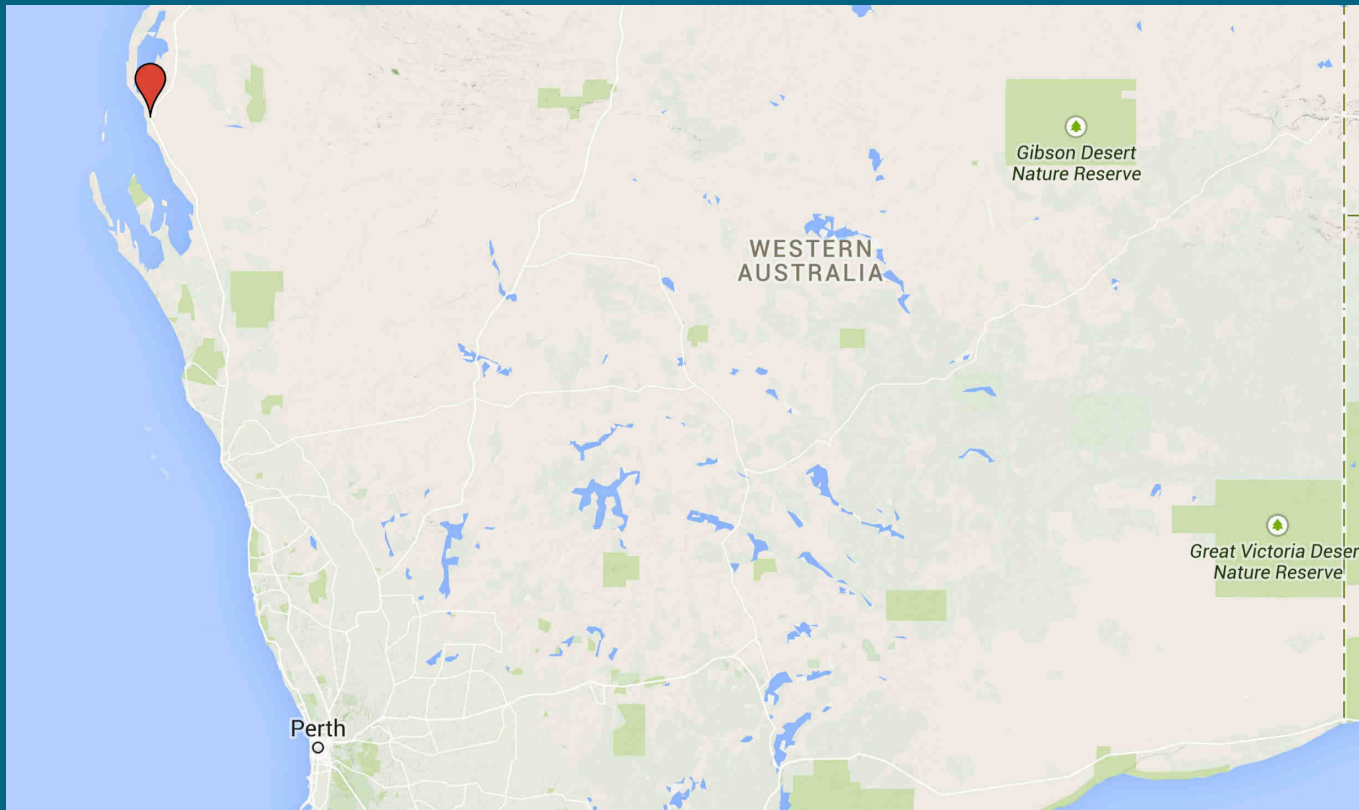 Gibson Desert
Nature Reserve
WESTERN
AUSTRALIA
Great Victoria Deser
Nature Reserve
Perth